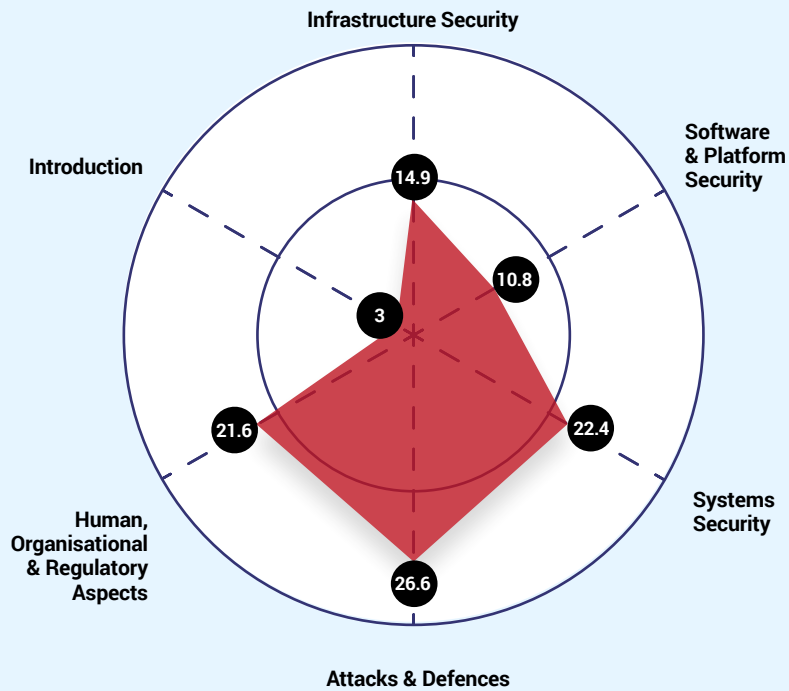 Infrastructure Security
Software
& Platform
Security
Introduction
14.9
10.8
3
21.6
22.4
Systems
Security
Human,
Organisational
& Regulatory
Aspects
26.6
Attacks & Defences